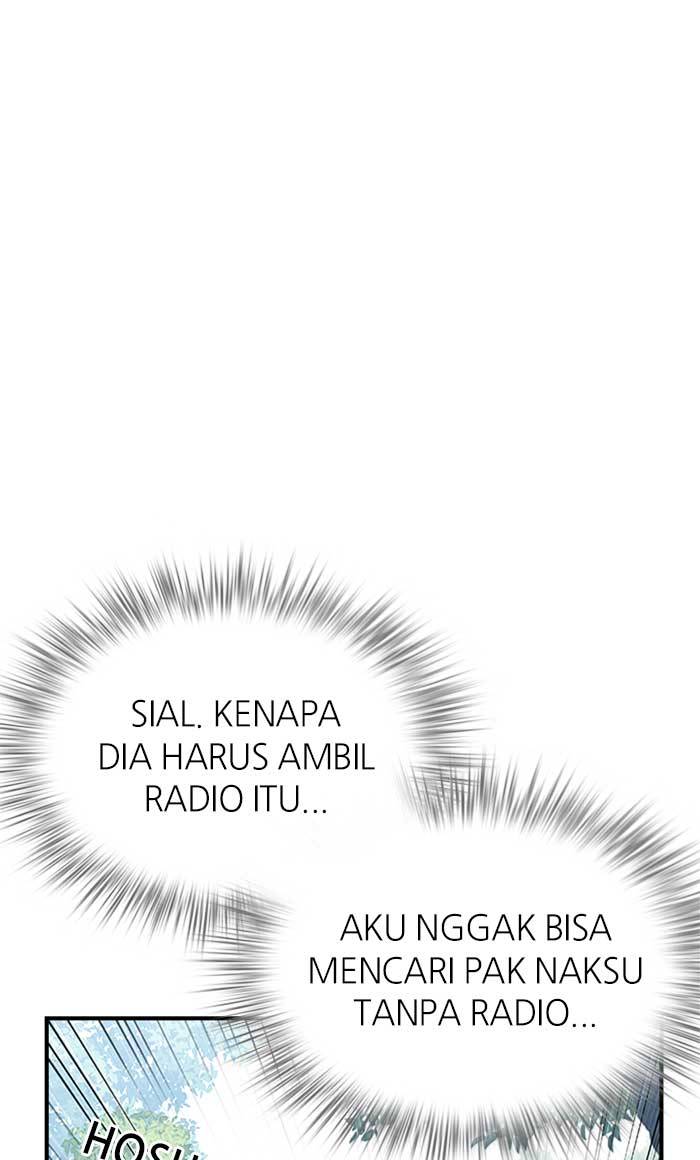 SIAL. KENAPA
DIA HARUS AMBIL
RADIO ITU...
AKU NGGAK BISA
MENCARI PAK NAKSU
TANPA RADIO...